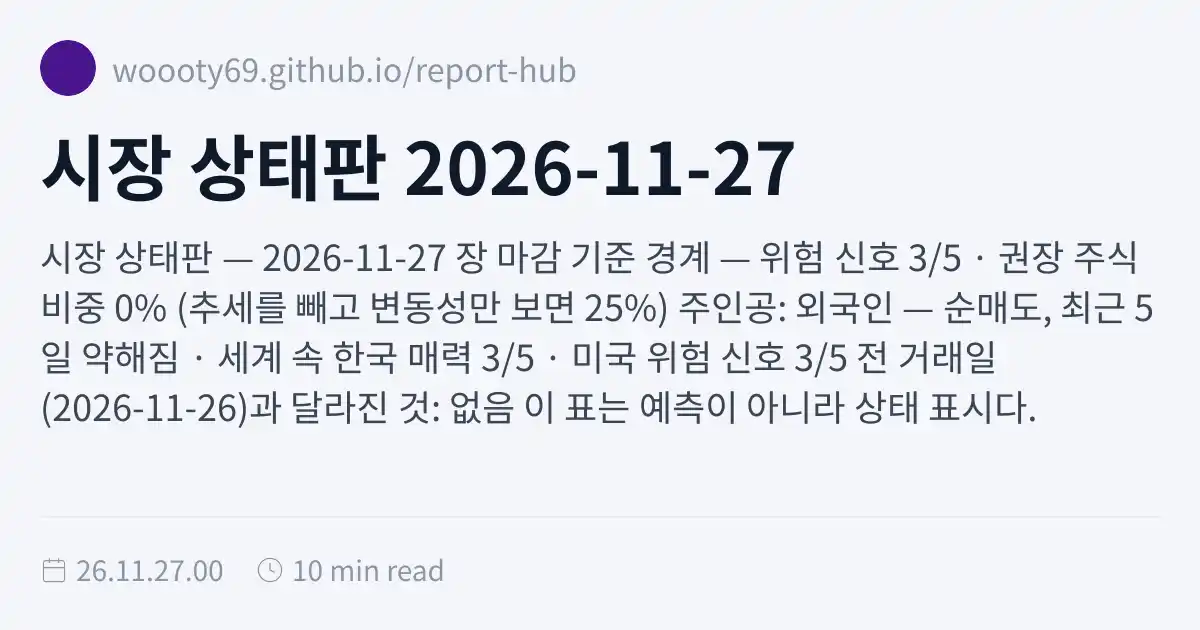 woooty69.github.io/report-hub
시장 상태판 2026-11-27
시장 상태판 — 2026-11-27 장 마감 기준 경계 — 위험 신호 3/5 · 권장 주식
비중 0% (추세를 빼고 변동성만 보면 25%) 주인공: 외국인 — 순매도, 최근 5
일 약해짐 · 세계 속 한국 매력 3/5 · 미국 위험 신호 3/5 전 거래일
(2026-11-26)과 달라진 것: 없음 이 표는 예측이 아니라 상태 표시다.
26.11.27.00
10 min read